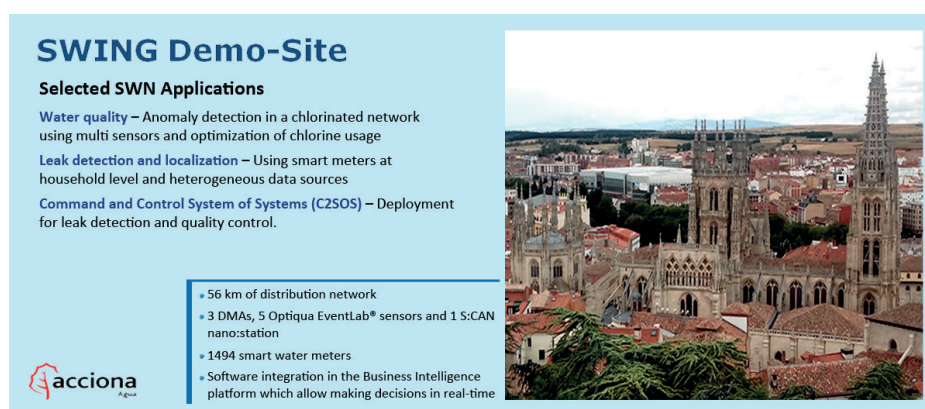 SWING Demo-Site
Selected SWN Applications
Water quality – Anomaly detection in a chlorinated network
using multi sensors and optimization of chlorine usage
Leak detection and localization – Using smart meters at
household level and heterogeneous data sources
Command and Control System of Systems (C2SOS) – Deployment
for leak detection and quality control.
• 56 km of distribution network
• 3 DMAs, 5 Optiqua EventLab® sensors and 1 S:CAN
nano:station
• 1494 smart water meters
• Software integration in the Business Intelligence
platform which allow making decisions in real-time
acciona
Agua